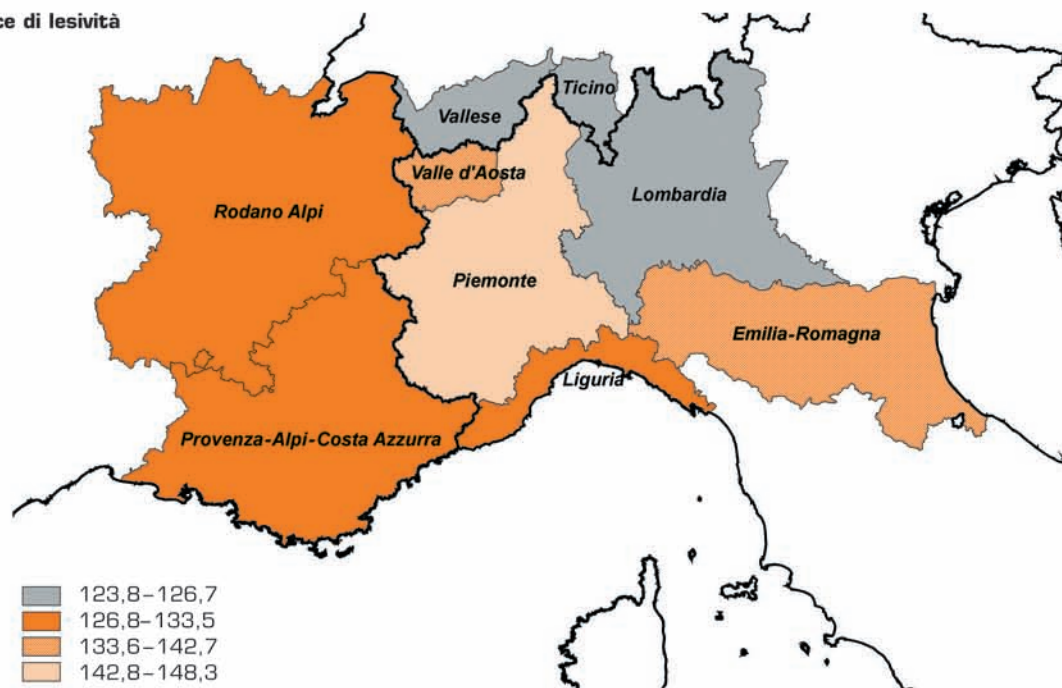 ce di lesività
Ticino
Vallese
Valle d'Aosta
Lombardia
Rodano Alpi
Piemonte
Emilia-Romagna
Liguria
Provenza-Alpi-Costa Azzurra
123,8–126,7
126,8–133,5
133,6–142,7
142,8–148,3